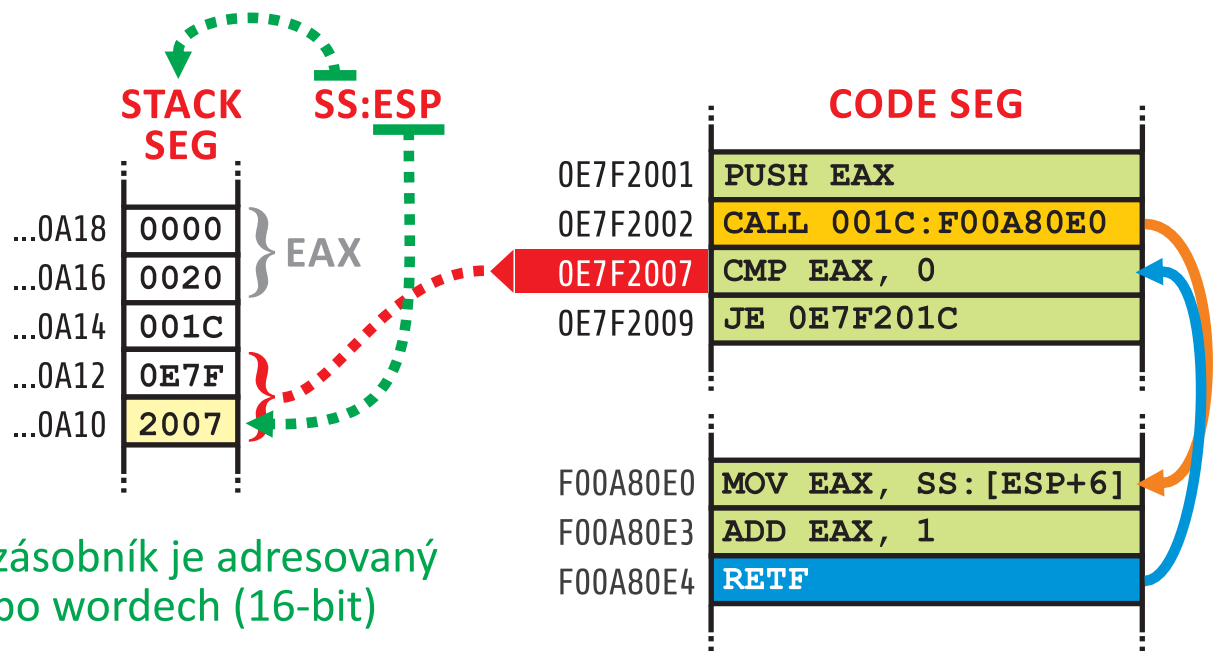 STACK
SEG
SS:ESP
...0A18 0000
...0A16 0020
EAX
...0A14 001C
...0A12 0E7F
...0A10 2007
zásobník je adresovaný
po wordech (16-bit)
CODE SEG
0E7F2001 PUSH EAX
0E7F2002 CALL 001C:F00A80E0
0E7F2007 CMP EAX, 0
0E7F2009 JE 0E7F201C
F00A80E0 MOV EAX, SS:[ESP+6]
F00A80E3 ADD EAX, 1
F00A80E4 RETF